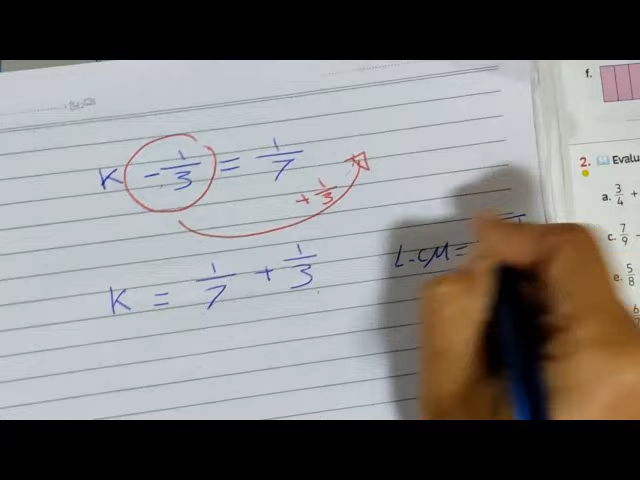 K - 1/3 = 1/7
+ 1/3
K = 1/7 + 1/3
L.CM =
1.
2. Evalu
a. 3/4 +
c. 7/9 -
e. 5/8